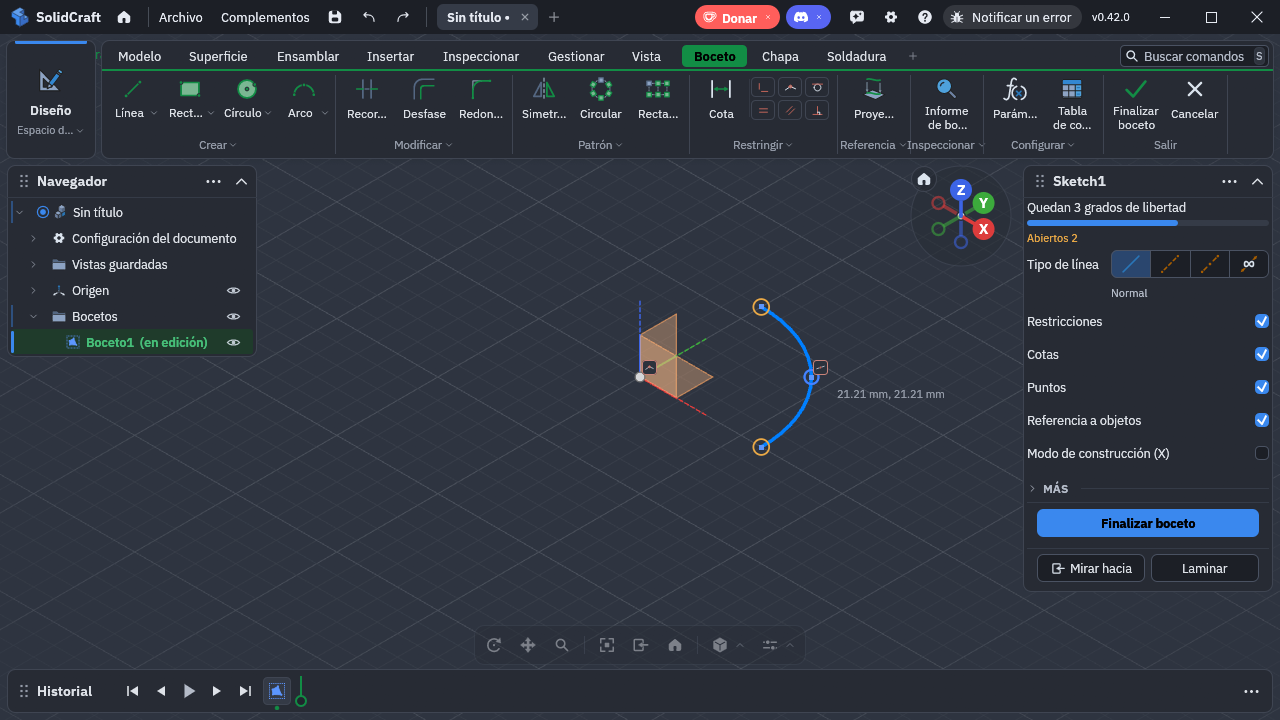 SolidCraft
Archivo
Complementos
Sin título •
Donar
Notificar un error
v0.42.0
Diseño
Espacio d...
Modelo
Superficie
Ensamblar
Insertar
Inspeccionar
Gestionar
Vista
Boceto
Chapa
Soldadura
Buscar comandos
S
Línea
Rect...
Círculo
Arco
Crear
Recor...
Desfase
Redon...
Modificar
Simetr...
Circular
Recta...
Patrón
Cota
Restringir
Proye...
Referencia
Informe
de bo...
Inspeccionar
Parám...
Tabla
de co...
Configurar
Finalizar
boceto
Cancelar
Salir
Navegador
Sin título
Configuración del documento
Vistas guardadas
Origen
Bocetos
Boceto1 (en edición)
Z
Y
X
21.21 mm, 21.21 mm
Sketch1
Quedan 3 grados de libertad
Abiertos 2
Tipo de línea
Normal
Restricciones
Cotas
Puntos
Referencia a objetos
Modo de construcción (X)
MÁS
Finalizar boceto
Mirar hacia
Laminar
Historial